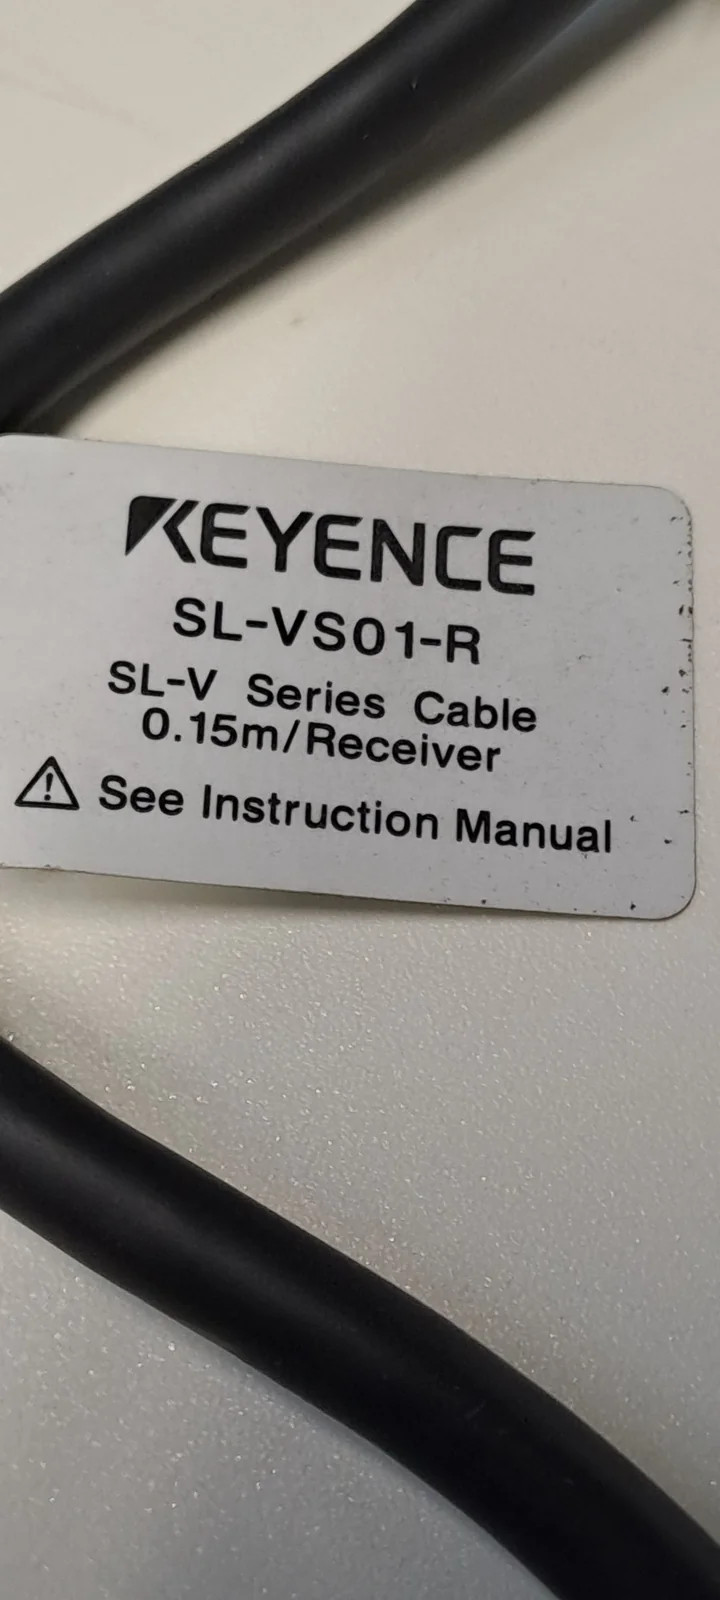 KEYENCE
SL-VS01-R
SL-V Series Cable
0.15m/Receiver
See Instruction Manual